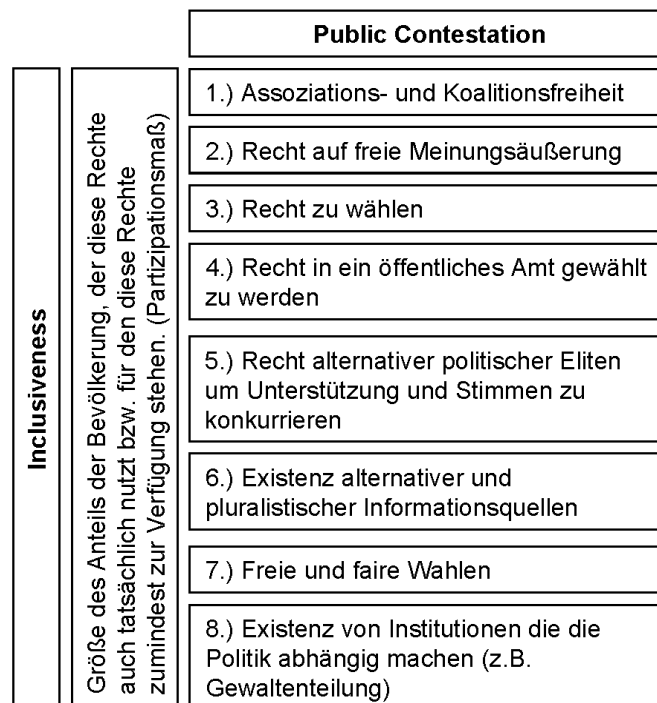 Public Contestation
Inclusiveness
Größe des Anteils der Bevölkerung, der diese Rechte
auch tatsächlich nutzt bzw. für den diese Rechte
zumindest zur Verfügung stehen. (Partizipationsmaß)
1.) Assoziations- und Koalitionsfreiheit
2.) Recht auf freie Meinungsäußerung
3.) Recht zu wählen
4.) Recht in ein öffentliches Amt gewählt
zu werden
5.) Recht alternativer politischer Eliten
um Unterstützung und Stimmen zu
konkurrieren
6.) Existenz alternativer und
pluralistischer Informationsquellen
7.) Freie und faire Wahlen
8.) Existenz von Institutionen die die
Politik abhängig machen (z.B.
Gewaltenteilung)